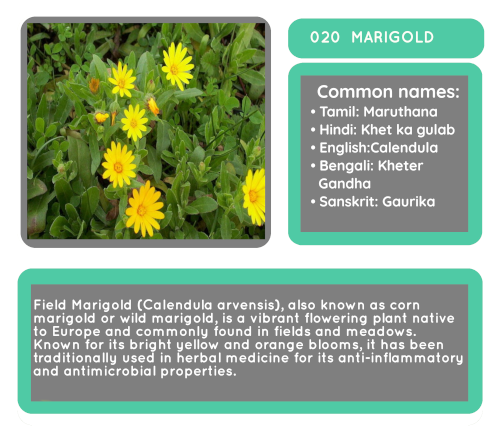 020 MARIGOLD
Common names:
• Tamil: Maruthana
• Hindi: Khet ka gulab
• English:Calendula
• Bengali: Kheter
Gandha
• Sanskrit: Gaurika
Field Marigold (Calendula arvensis), also known as corn
marigold or wild marigold, is a vibrant flowering plant native
to Europe and commonly found in fields and meadows.
Known for its bright yellow and orange blooms, it has been
traditionally used in herbal medicine for its anti-inflammatory
and antimicrobial properties.